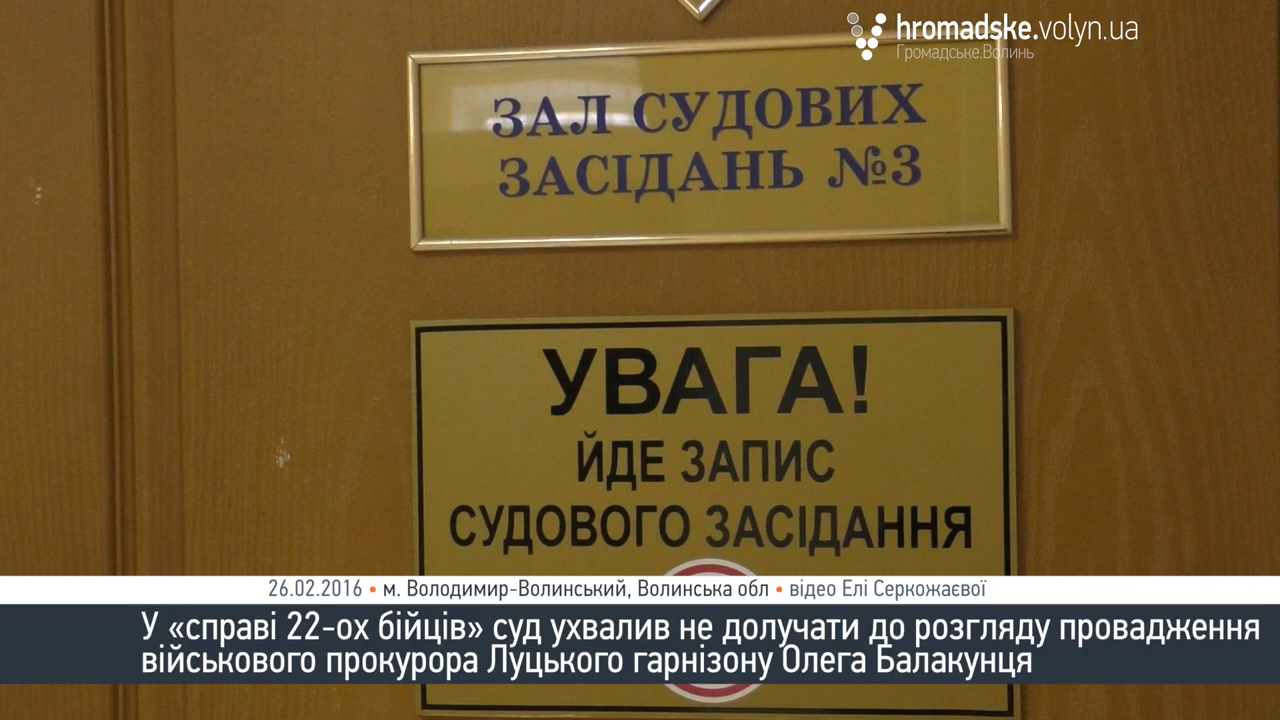 hromadske.volyn.ua
Громадське.Волинь
ЗАЛ СУДОВИХ
ЗАСІДАНЬ №3
УВАГА!
ЙДЕ ЗАПИС
СУДОВОГО ЗАСІДАННЯ
26.02.2016 • м. Володимир-Волинський, Волинська обл • відео Елі Серкожаєвої
У «справі 22-ох бійців» суд ухвалив не долучати до розгляду провадження
військового прокурора Луцького гарнізону Олега Балакунця